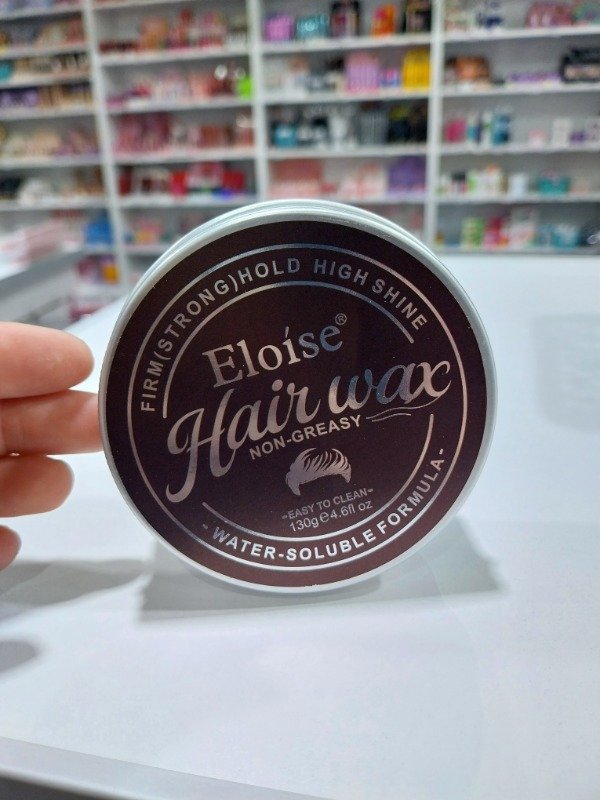 FIRM(STRONG)HOLD HIGH SHINE
Eloíse®
Hair wax
NON-GREASY
-EASY TO CLEAN-
130g℮4.6fl oz
- WATER-SOLUBLE FORMULA-